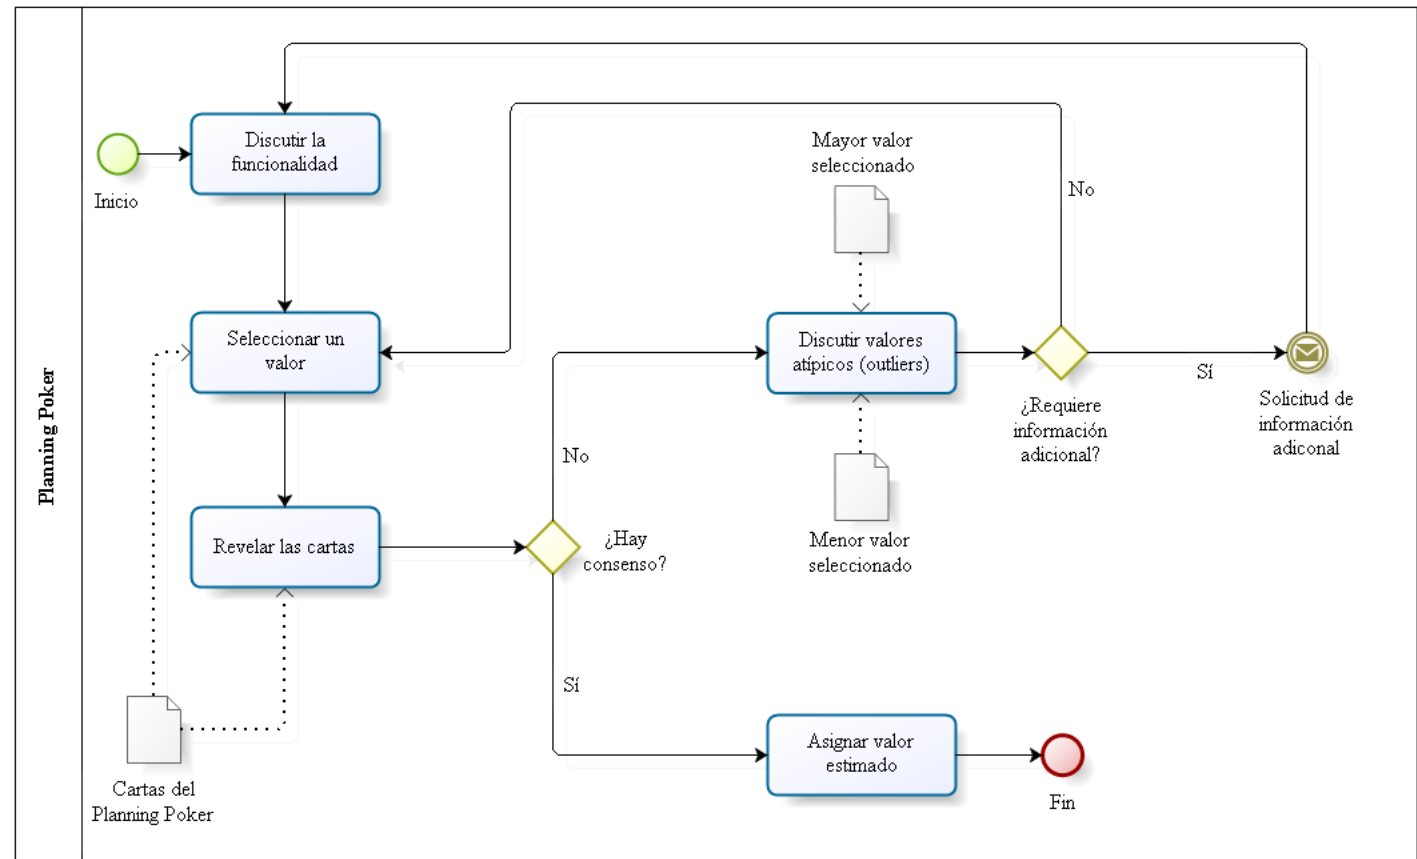 Planning Poker
Inicio
Discutir la
funcionalidad
Seleccionar un
valor
Revelar las cartas
Cartas del
Planning Poker
¿Hay
consenso?
No
Sí
Mayor valor
seleccionado
Discutir valores
atípicos (outliers)
Menor valor
seleccionado
¿Requiere
información
adicional?
No
Sí
Solicitud de
información
adiconal
Asignar valor
estimado
Fin